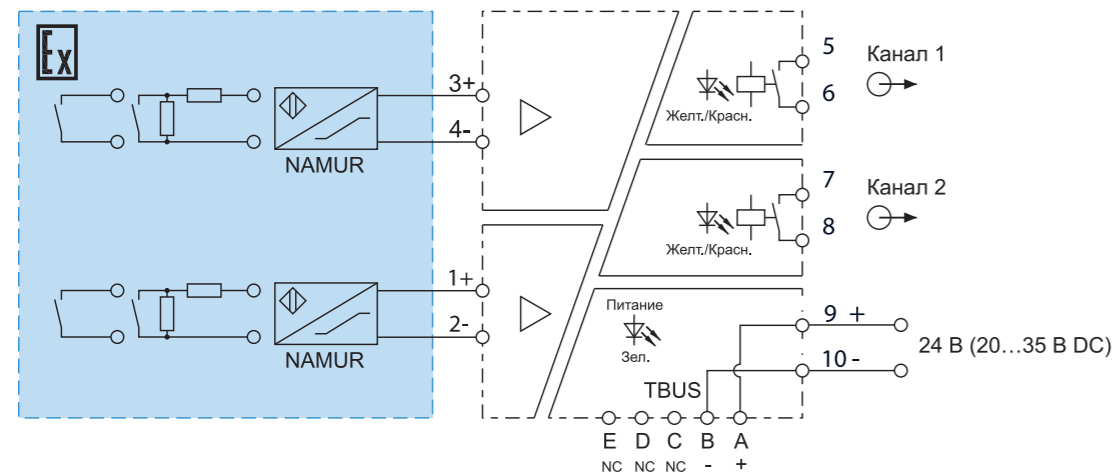 Ex
3+
4-
NAMUR
1+
2-
NAMUR
5
6
Канал 1
Желт./Красн.
7
8
Канал 2
Желт./Красн.
Питание
Зел.
TBUS
9 +
10 -
24 В (20...35 В DC)
E D C B A
NC NC NC - +